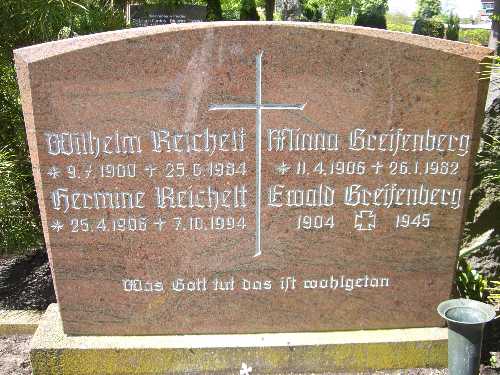 Wilhelm Reichelt
* 9.7.1900 + 25.6.1984
Hermine Reichelt
* 25.4.1906 + 7.10.1994
Minna Greifenberg
* 11.4.1906 + 26.1.1982
Ewald Greifenberg
1904 1945
Was Gott tut das ist wohlgetan